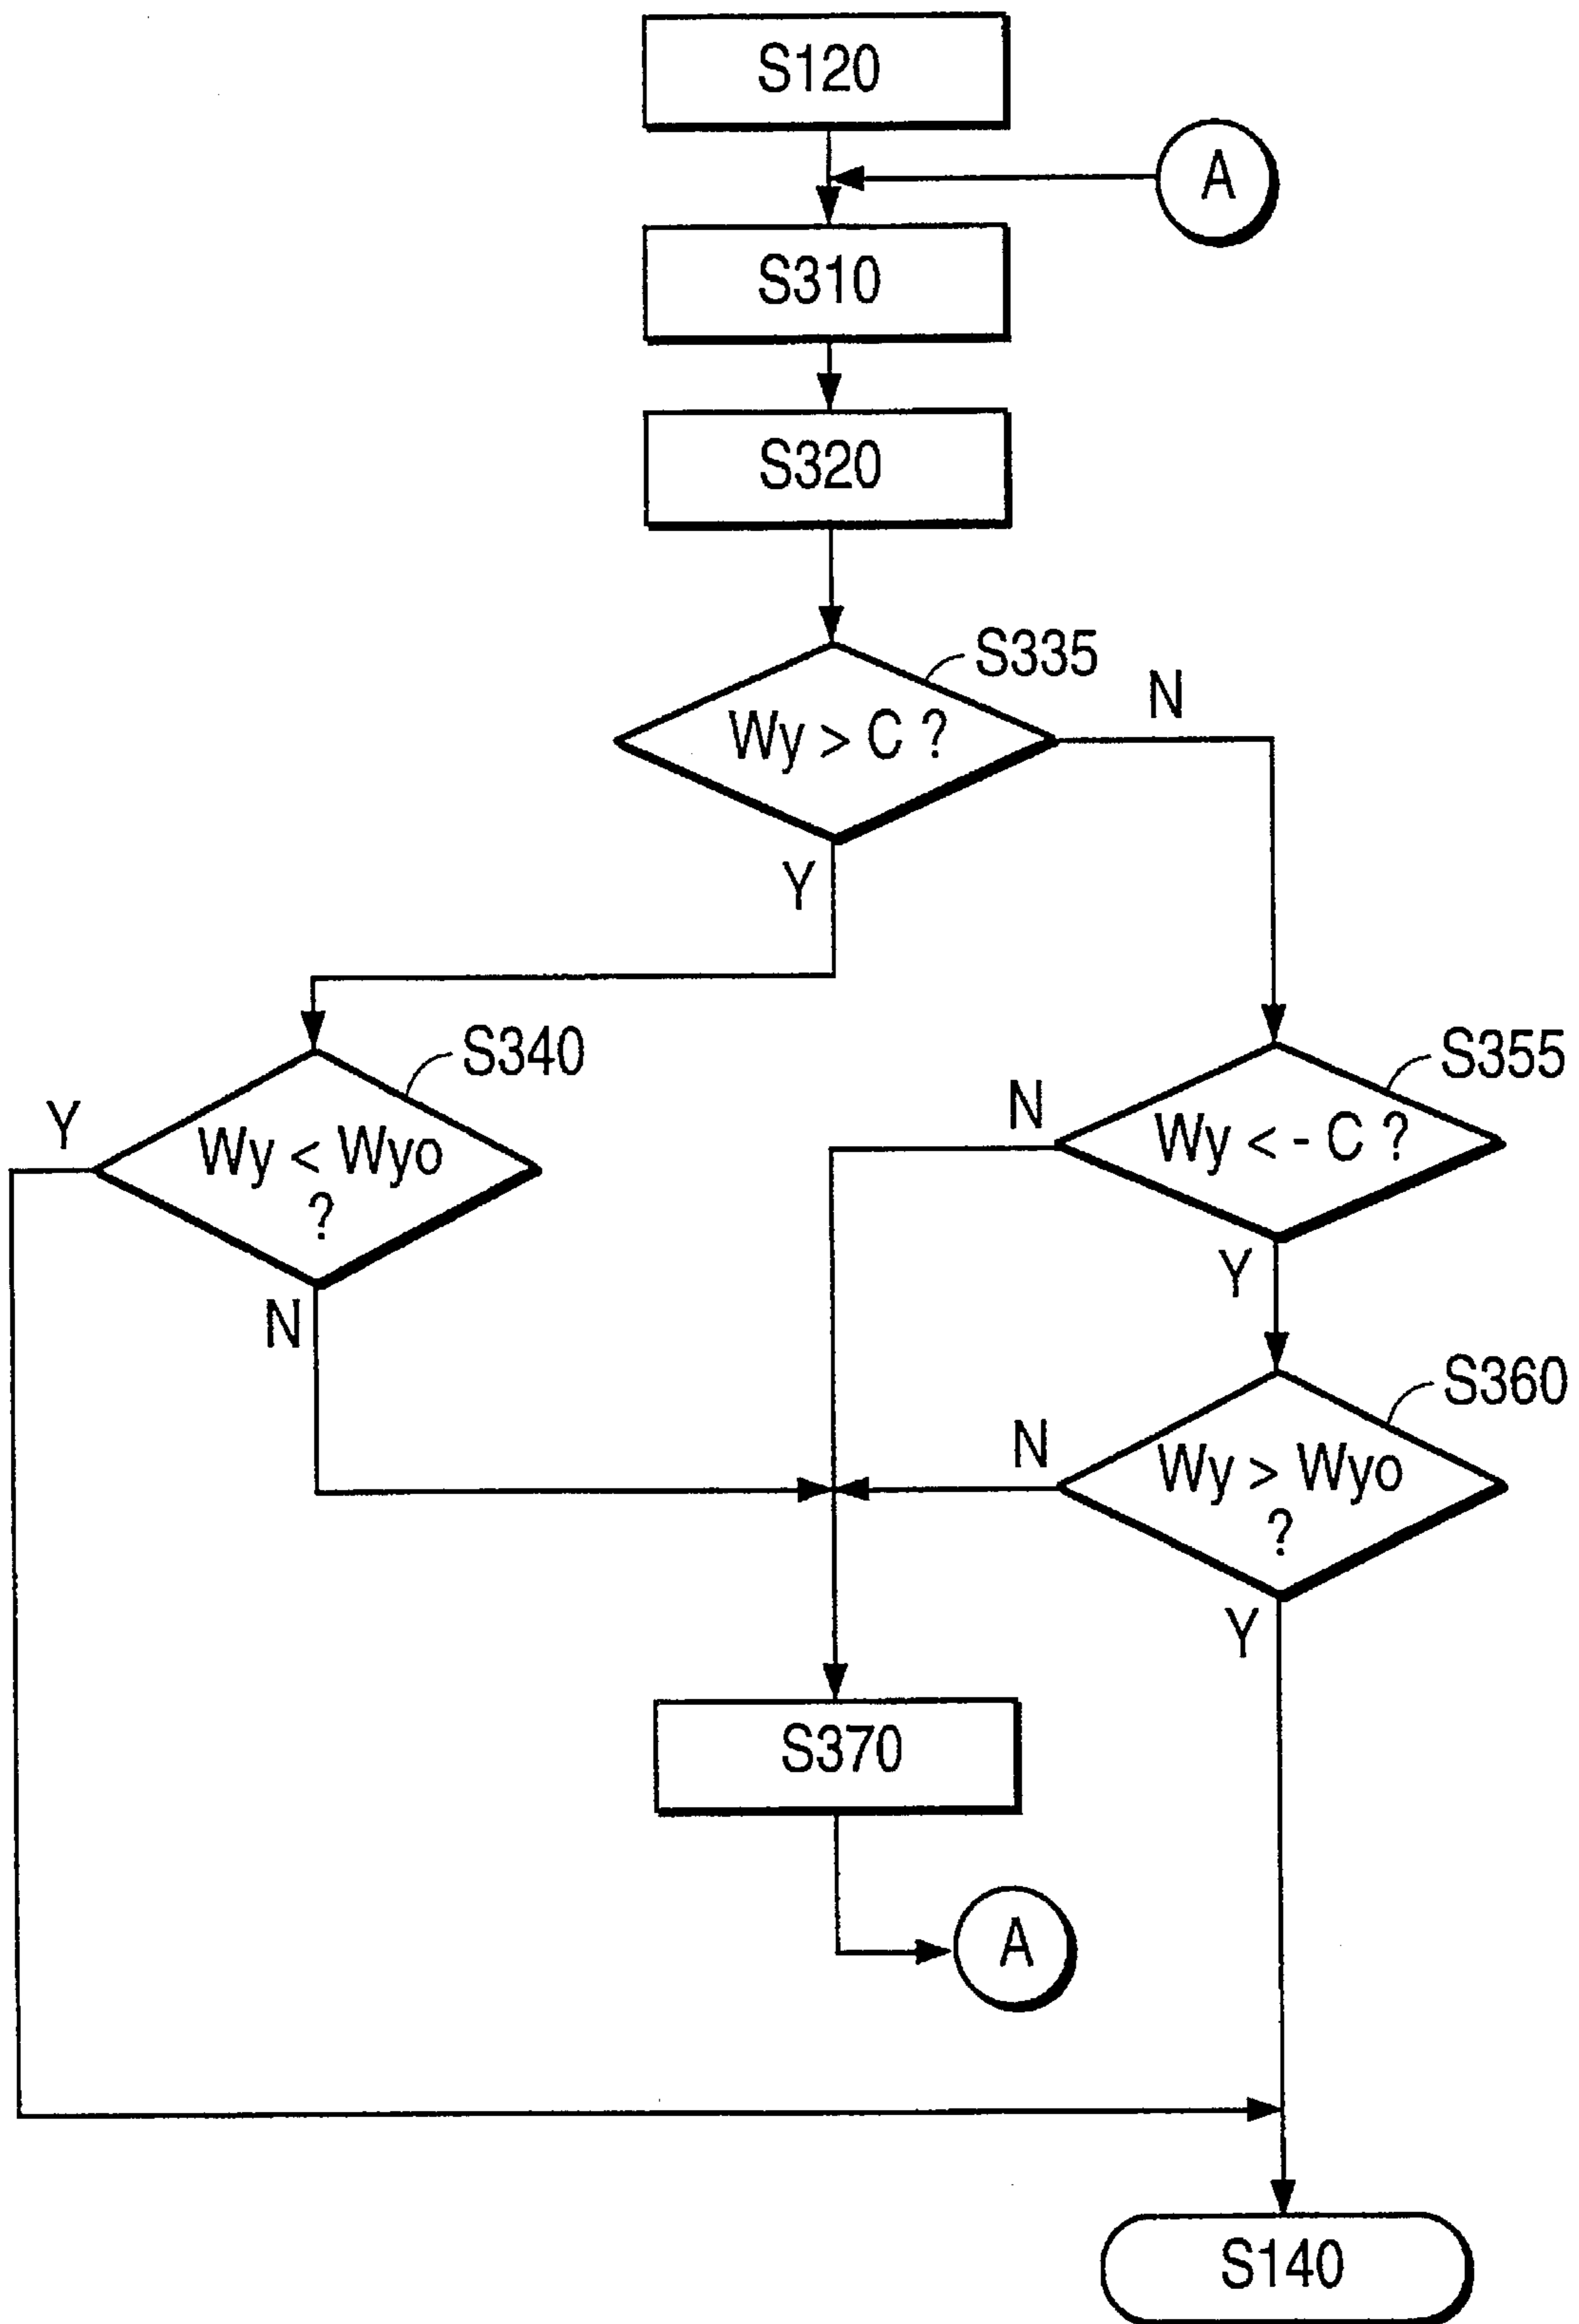 S120
A
S310
S320
S335
Wy > C ?
N
Y
S340
Y
Wy < Wyo
?
N
S355
N
Wy < - C ?
Y
S360
N
Wy > Wyo
?
Y
S370
A
S140